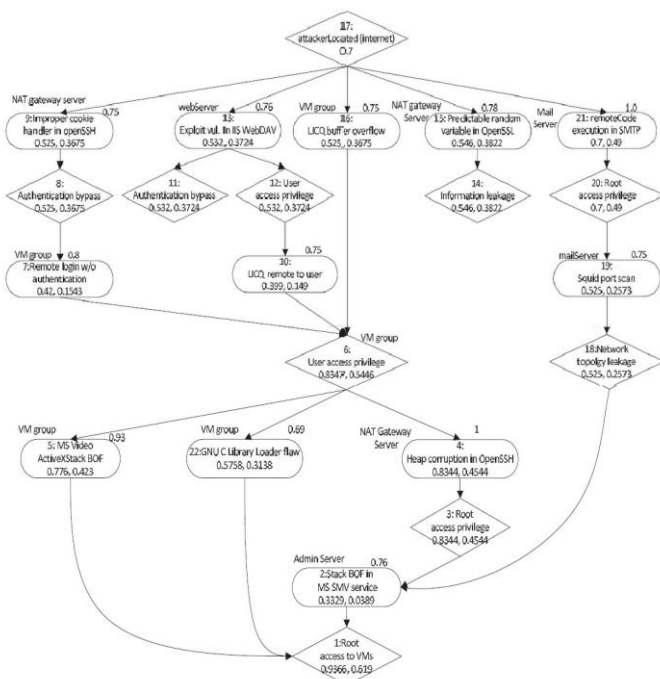 17:
attackerLocated (internet)
0.7
NAT gateway server
0.75
9:Improper cookie
handler in openSSH
0.525, 0.3675
webServer
0.76
13:
Exploit vul. IIn IIS WebDAV
0.532, 0.3724
VM group
0.75
16:
LICQ buffer overflow
0.525, 0.3675
NAT gateway
Server
0.78
15: Predictable random
variable in OpenSSL
0.546, 0.3822
Mail
Server
1.0
21: remoteCode
execution in SMTP
0.7, 0.49
8:
Authentication bypass
0.525, 0.3675
11:
Authentication bypass
0.532, 0.3724
12: User
access privilege
0.532, 0.3724
14:
Information leakage
0.546, 0.3822
20: Root
access privilege
0.7, 0.49
VM group
0.8
7:Remote login w/o
authentication
0.42, 0.1543
0.75
10:
LICQ remote to user
0.399, 0.149
mailServer
0.75
19:
Squid port scan
0.525, 0.2573
VM group
6:
User access privilege
0.8347, 0.5446
18:Network
topolgy leakage
0.525, 0.2573
VM group
0.93
5: MS Video
ActiveXStack BOF
0.776, 0.423
VM group
0.69
22:GNU C Library Loader flaw
0.5758, 0.3138
NAT Gateway
Server
1
4:
Heap corruption in OpenSSH
0.8344, 0.4544
3: Root
access privilege
0.8344, 0.4544
Admin Server
0.76
2:Stack BOF in
MS SMV service
0.3329, 0.0389
1:Root
access to VMs
0.9366, 0.619